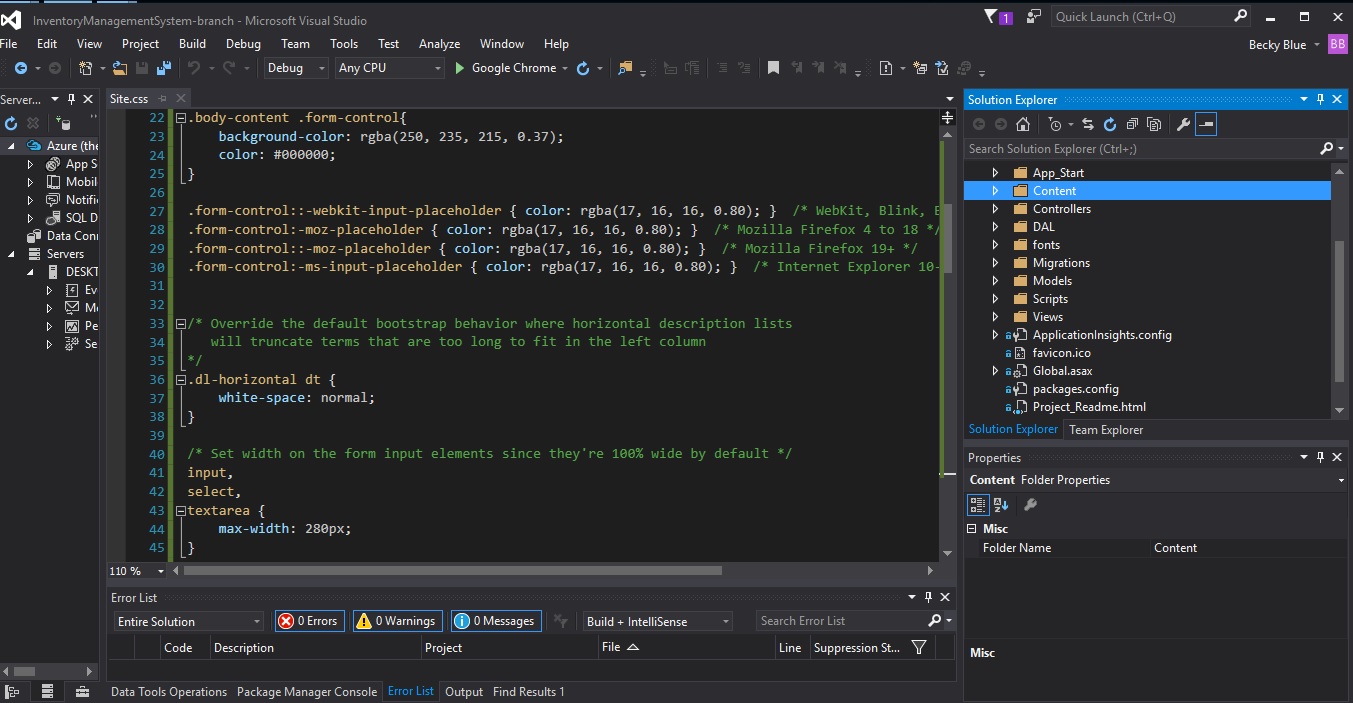 InventoryManagementSystem-branch - Microsoft Visual Studio
1
Quick Launch (Ctrl+Q)
File Edit View Project Build Debug Team Tools Test Analyze Window Help
Becky Blue BB
Debug Any CPU Google Chrome
Server...
Azure (the
App S
Mobil
Notifi
SQL D
Data Conn
Servers
DESKT
Ev
Me
Pe
Se
Site.css
22 .body-content .form-control{
23 background-color: rgba(250, 235, 215, 0.37);
24 color: #000000;
25 }
26
27 .form-control::-webkit-input-placeholder { color: rgba(17, 16, 16, 0.80); } /* WebKit, Blink, E
28 .form-control:-moz-placeholder { color: rgba(17, 16, 16, 0.80); } /* Mozilla Firefox 4 to 18 */
29 .form-control::-moz-placeholder { color: rgba(17, 16, 16, 0.80); } /* Mozilla Firefox 19+ */
30 .form-control:-ms-input-placeholder { color: rgba(17, 16, 16, 0.80); } /* Internet Explorer 10-
31
32
33 /* Override the default bootstrap behavior where horizontal description lists
34 will truncate terms that are too long to fit in the left column
35 */
36 .dl-horizontal dt {
37 white-space: normal;
38 }
39
40 /* Set width on the form input elements since they're 100% wide by default */
41 input,
42 select,
43 textarea {
44 max-width: 280px;
45 }
110 %
Error List
Entire Solution 0 Errors 0 Warnings 0 Messages Build + IntelliSense Search Error List
Code Description Project File Line Suppression St...
Data Tools Operations Package Manager Console Error List Output Find Results 1
Solution Explorer
Search Solution Explorer (Ctrl+;)
App_Start
Content
Controllers
DAL
fonts
Migrations
Models
Scripts
Views
ApplicationInsights.config
favicon.ico
Global.asax
packages.config
Project_Readme.html
Solution Explorer Team Explorer
Properties
Content Folder Properties
Misc
Folder Name Content
Misc